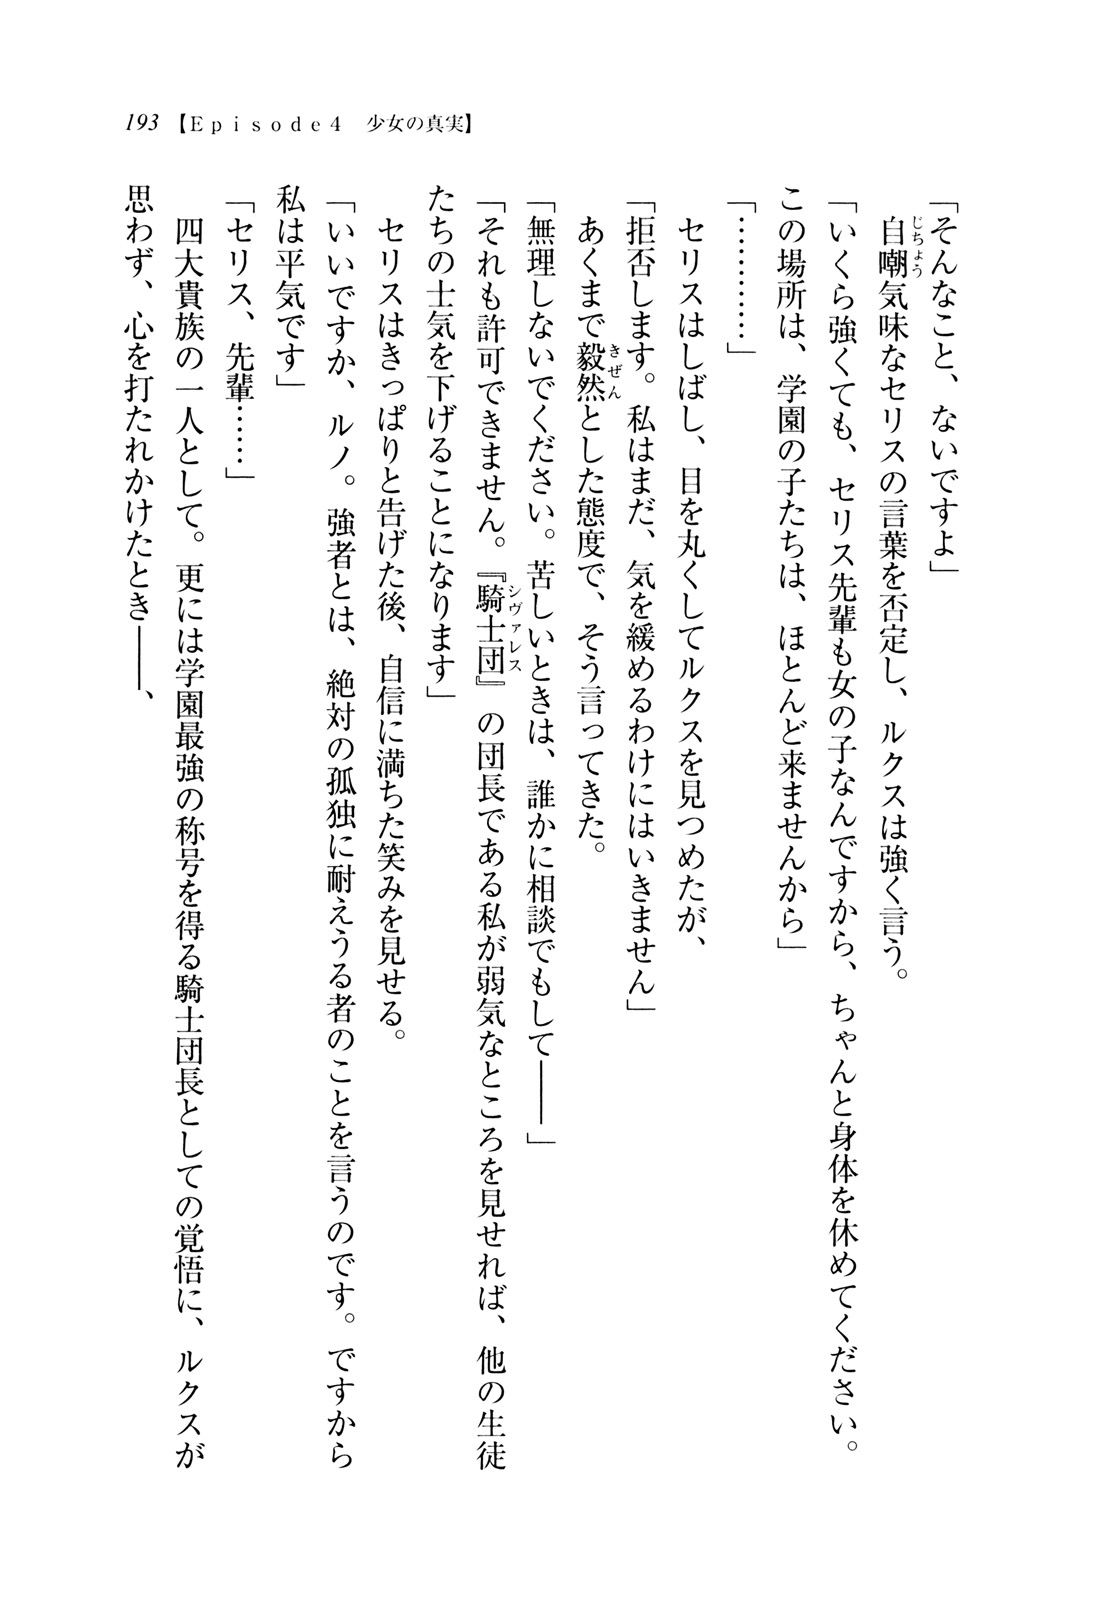 193 【Episode4　少女の真実】
「そんなこと、ないですよ」
　自嘲気味なセリスの言葉を否定し、ルクスは強く言う。
「いくら強くても、セリス先輩も女の子なんですから、ちゃんと身体を休めてください。
この場所は、学園の子たちは、ほとんど来ませんから」
「…………」
　セリスはしばし、目を丸くしてルクスを見つめたが、
「拒否します。私はまだ、気を緩めるわけにはいきません」
　あくまで毅然とした態度で、そう言ってきた。
「無理しないでください。苦しいときは、誰かに相談でもして――」
「それも許可できません。『騎士団』の団長である私が弱気なところを見せれば、他の生徒
たちの士気を下げることになります」
　セリスはきっぱりと告げた後、自信に満ちた笑みを見せる。
「いいですか、ルノ。強者とは、絶対の孤独に耐えうる者のことを言うのです。ですから
私は平気です」
「セリス、先輩……」
　四大貴族の一人として。更には学園最強の称号を得る騎士団長としての覚悟に、ルクスが
思わず、心を打たれかけたとき――、
じちょう
きぜん
シヴァレス